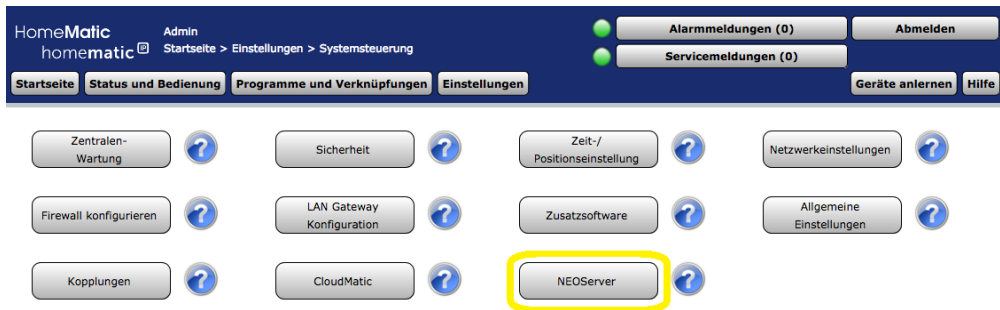 HomeMatic
homematic IP
Admin
Startseite > Einstellungen > Systemsteuerung
Alarmmeldungen (0)
Abmelden
Servicemeldungen (0)
Startseite
Status und Bedienung
Programme und Verknüpfungen
Einstellungen
Geräte anlernen
Hilfe
Zentralen-
Wartung
?
Sicherheit
?
Zeit-/
Positionseinstellung
?
Netzwerkeinstellungen
?
Firewall konfigurieren
?
LAN Gateway
Konfiguration
?
Zusatzsoftware
?
Allgemeine
Einstellungen
?
Kopplungen
?
CloudMatic
?
NEOServer
?